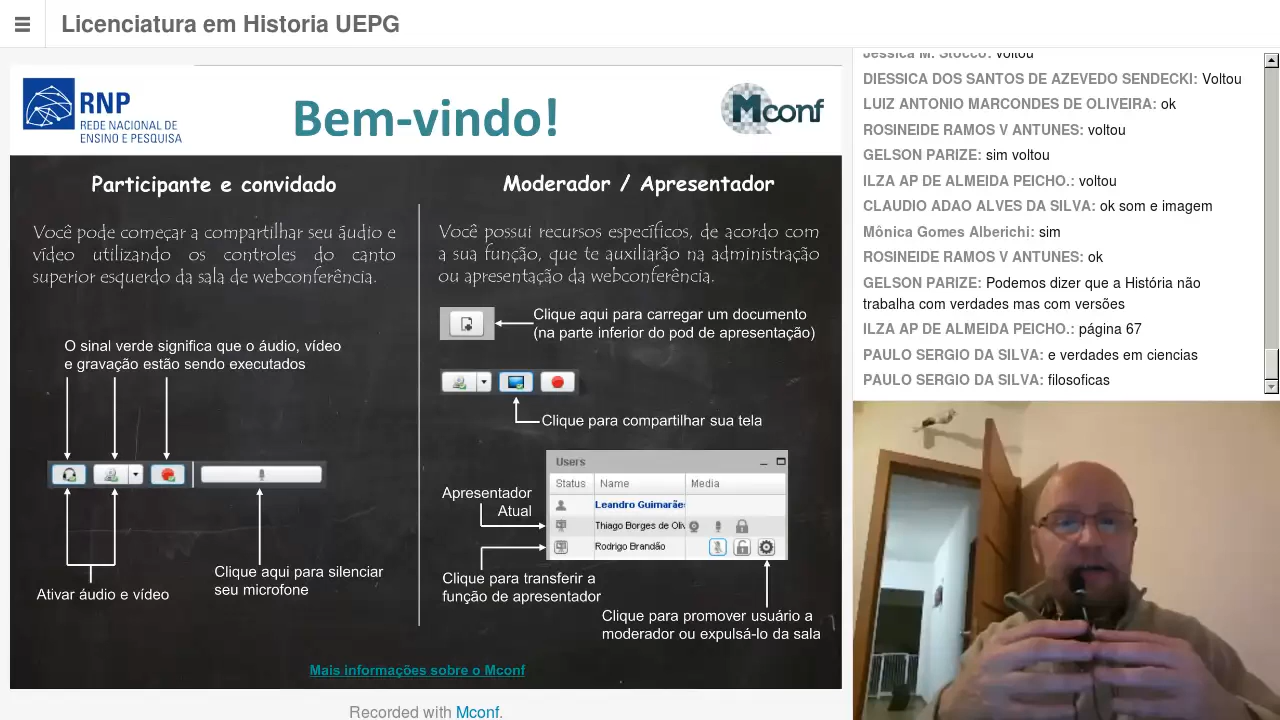 Licenciatura em Historia UEPG
RNP
REDE NACIONAL DE
ENSINO E PESQUISA
Bem-vindo!
Mconf
Participante e convidado
Você pode começar a compartilhar seu áudio e
vídeo utilizando os controles do canto
superior esquerdo da sala de webconferência.
O sinal verde significa que o áudio, vídeo
e gravação estão sendo executados
Ativar áudio e vídeo
Clique aqui para silenciar
seu microfone
Moderador / Apresentador
Você possui recursos específicos, de acordo com
a sua função, que te auxiliarão na administração
ou apresentação da webconferência.
Clique aqui para carregar um documento
(na parte inferior do pod de apresentação)
Clique para compartilhar sua tela
Users
Status Name Media
Leandro Guimarães
Thiago Borges de Oliv
Rodrigo Brandão
Apresentador
Atual
Clique para transferir a
função de apresentador
Clique para promover usuário a
moderador ou expulsá-lo da sala
Mais informações sobre o Mconf
Recorded with Mconf.
Jessica M. Stocco: voltou
DIESSICA DOS SANTOS DE AZEVEDO SENDECKI: Voltou
LUIZ ANTONIO MARCONDES DE OLIVEIRA: ok
ROSINEIDE RAMOS V ANTUNES: voltou
GELSON PARIZE: sim voltou
ILZA AP DE ALMEIDA PEICHO.: voltou
CLAUDIO ADAO ALVES DA SILVA: ok som e imagem
Mônica Gomes Alberichi: sim
ROSINEIDE RAMOS V ANTUNES: ok
GELSON PARIZE: Podemos dizer que a História não
trabalha com verdades mas com versões
ILZA AP DE ALMEIDA PEICHO.: página 67
PAULO SERGIO DA SILVA: e verdades em ciencias
PAULO SERGIO DA SILVA: filosoficas